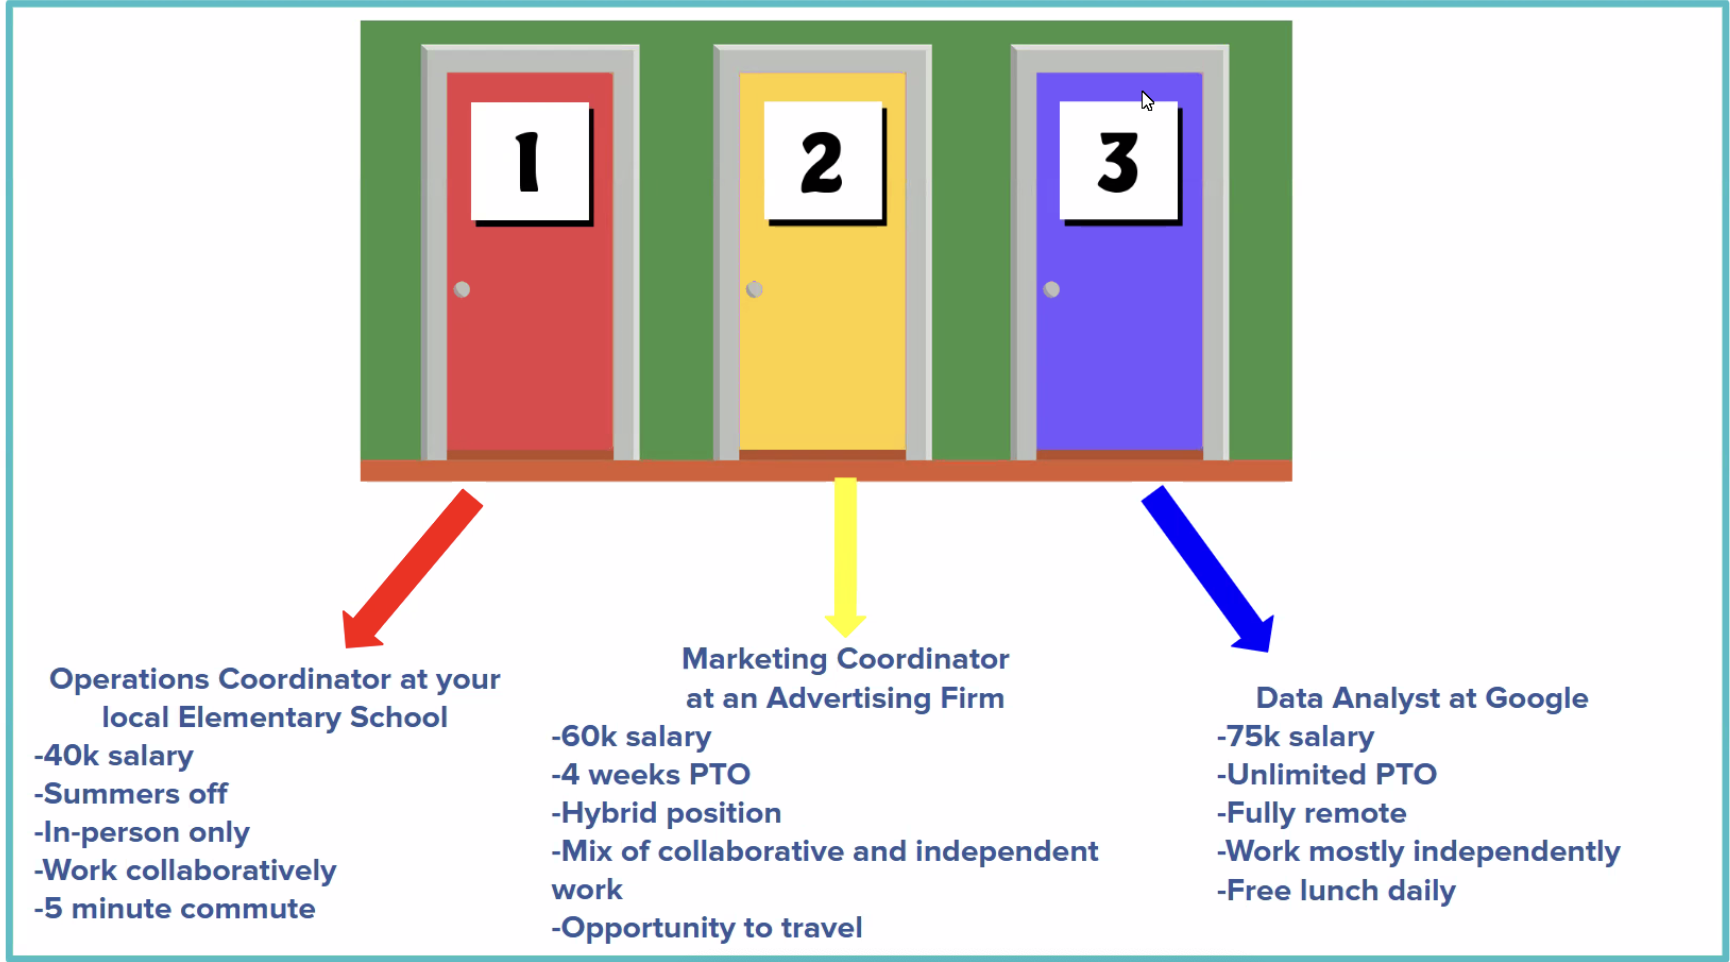 1
2
3
Operations Coordinator at your
local Elementary School
-40k salary
-Summers off
-In-person only
-Work collaboratively
-5 minute commute
Marketing Coordinator
at an Advertising Firm
-60k salary
-4 weeks PTO
-Hybrid position
-Mix of collaborative and independent
work
-Opportunity to travel
Data Analyst at Google
-75k salary
-Unlimited PTO
-Fully remote
-Work mostly independently
-Free lunch daily